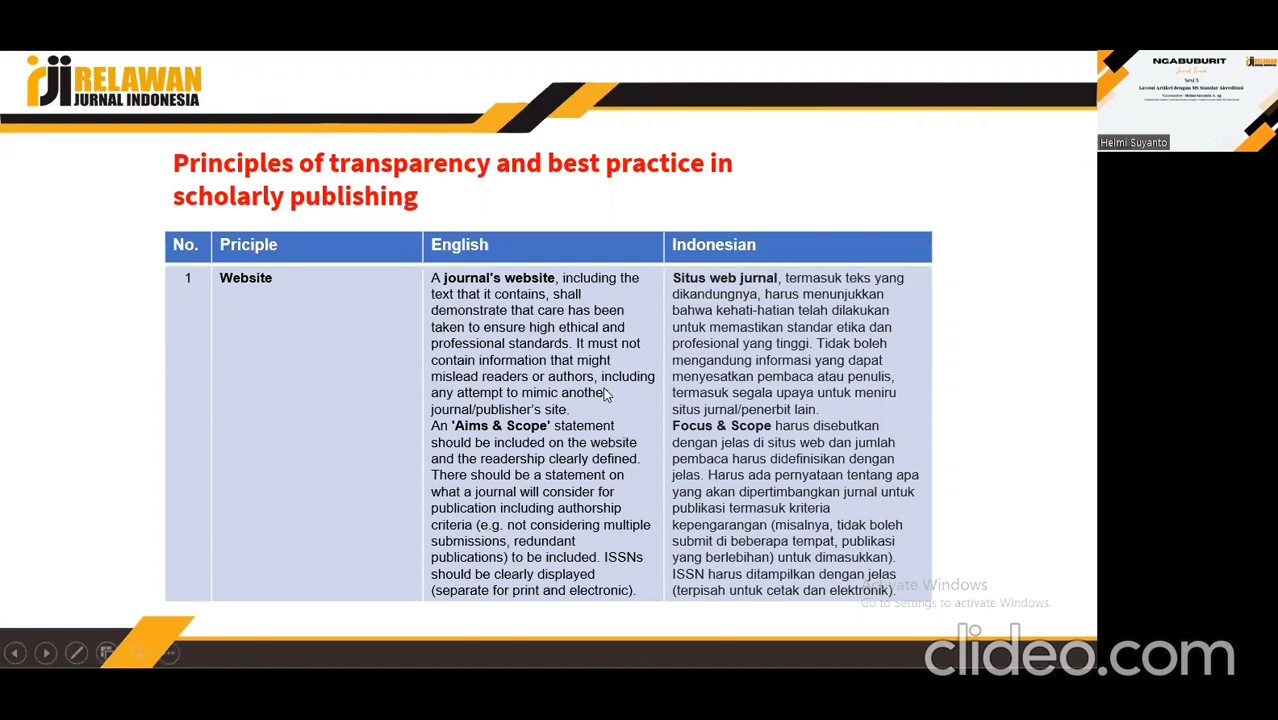 RELAWAN
JURNAL INDONESIA
NGABUBURIT
Sesi 3
Layout Artikel dengan MS Standar Akreditasi
Helmi Suyanto
Principles of transparency and best practice in
scholarly publishing
No. Priciple English Indonesian
1 Website
A journal's website, including the
text that it contains, shall
demonstrate that care has been
taken to ensure high ethical and
professional standards. It must not
contain information that might
mislead readers or authors, including
any attempt to mimic another
journal/publisher's site.
An 'Aims & Scope' statement
should be included on the website
and the readership clearly defined.
There should be a statement on
what a journal will consider for
publication including authorship
criteria (e.g. not considering multiple
submissions, redundant
publications) to be included. ISSNs
should be clearly displayed
(separate for print and electronic).
Situs web jurnal, termasuk teks yang
dikandungnya, harus menunjukkan
bahwa kehati-hatian telah dilakukan
untuk memastikan standar etika dan
profesional yang tinggi. Tidak boleh
mengandung informasi yang dapat
menyesatkan pembaca atau penulis,
termasuk segala upaya untuk meniru
situs jurnal/penerbit lain.
Focus & Scope harus disebutkan
dengan jelas di situs web dan jumlah
pembaca harus didefinisikan dengan
jelas. Harus ada pernyataan tentang apa
yang akan dipertimbangkan jurnal untuk
publikasi termasuk kriteria
kepengarangan (misalnya, tidak boleh
submit di beberapa tempat, publikasi
yang berlebihan) untuk dimasukkan).
ISSN harus ditampilkan dengan jelas
(terpisah untuk cetak dan elektronik).
Activate Windows
Go to Settings to activate Windows.
clideo.com